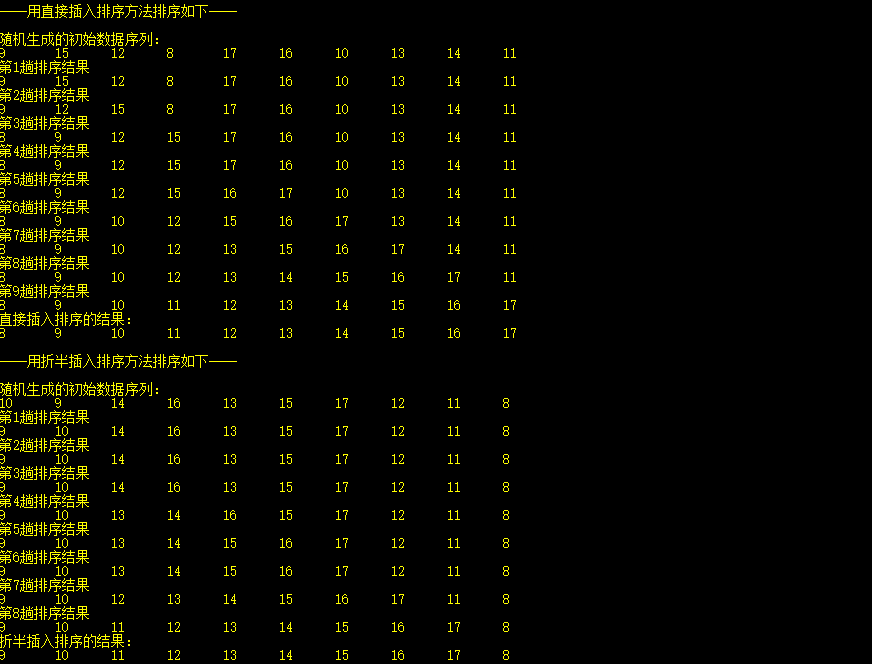 ——用直接插入排序方法排序如下——
随机生成的初始数据序列:
9 15 12 8 17 16 10 13 14 11
第1趟排序结果
9 15 12 8 17 16 10 13 14 11
第2趟排序结果
9 12 15 8 17 16 10 13 14 11
第3趟排序结果
8 9 12 15 17 16 10 13 14 11
第4趟排序结果
8 9 12 15 17 16 10 13 14 11
第5趟排序结果
8 9 12 15 16 17 10 13 14 11
第6趟排序结果
8 9 10 12 15 16 17 13 14 11
第7趟排序结果
8 9 10 12 13 15 16 17 14 11
第8趟排序结果
8 9 10 12 13 14 15 16 17 11
第9趟排序结果
8 9 10 11 12 13 14 15 16 17
直接插入排序的结果:
8 9 10 11 12 13 14 15 16 17
——用折半插入排序方法排序如下——
随机生成的初始数据序列:
10 9 14 16 13 15 17 12 11 8
第1趟排序结果
9 10 14 16 13 15 17 12 11 8
第2趟排序结果
9 10 14 16 13 15 17 12 11 8
第3趟排序结果
9 10 14 16 13 15 17 12 11 8
第4趟排序结果
9 10 13 14 16 15 17 12 11 8
第5趟排序结果
9 10 13 14 15 16 17 12 11 8
第6趟排序结果
9 10 13 14 15 16 17 12 11 8
第7趟排序结果
9 10 12 13 14 15 16 17 11 8
第8趟排序结果
9 10 11 12 13 14 15 16 17 8
折半插入排序的结果:
9 10 11 12 13 14 15 16 17 8